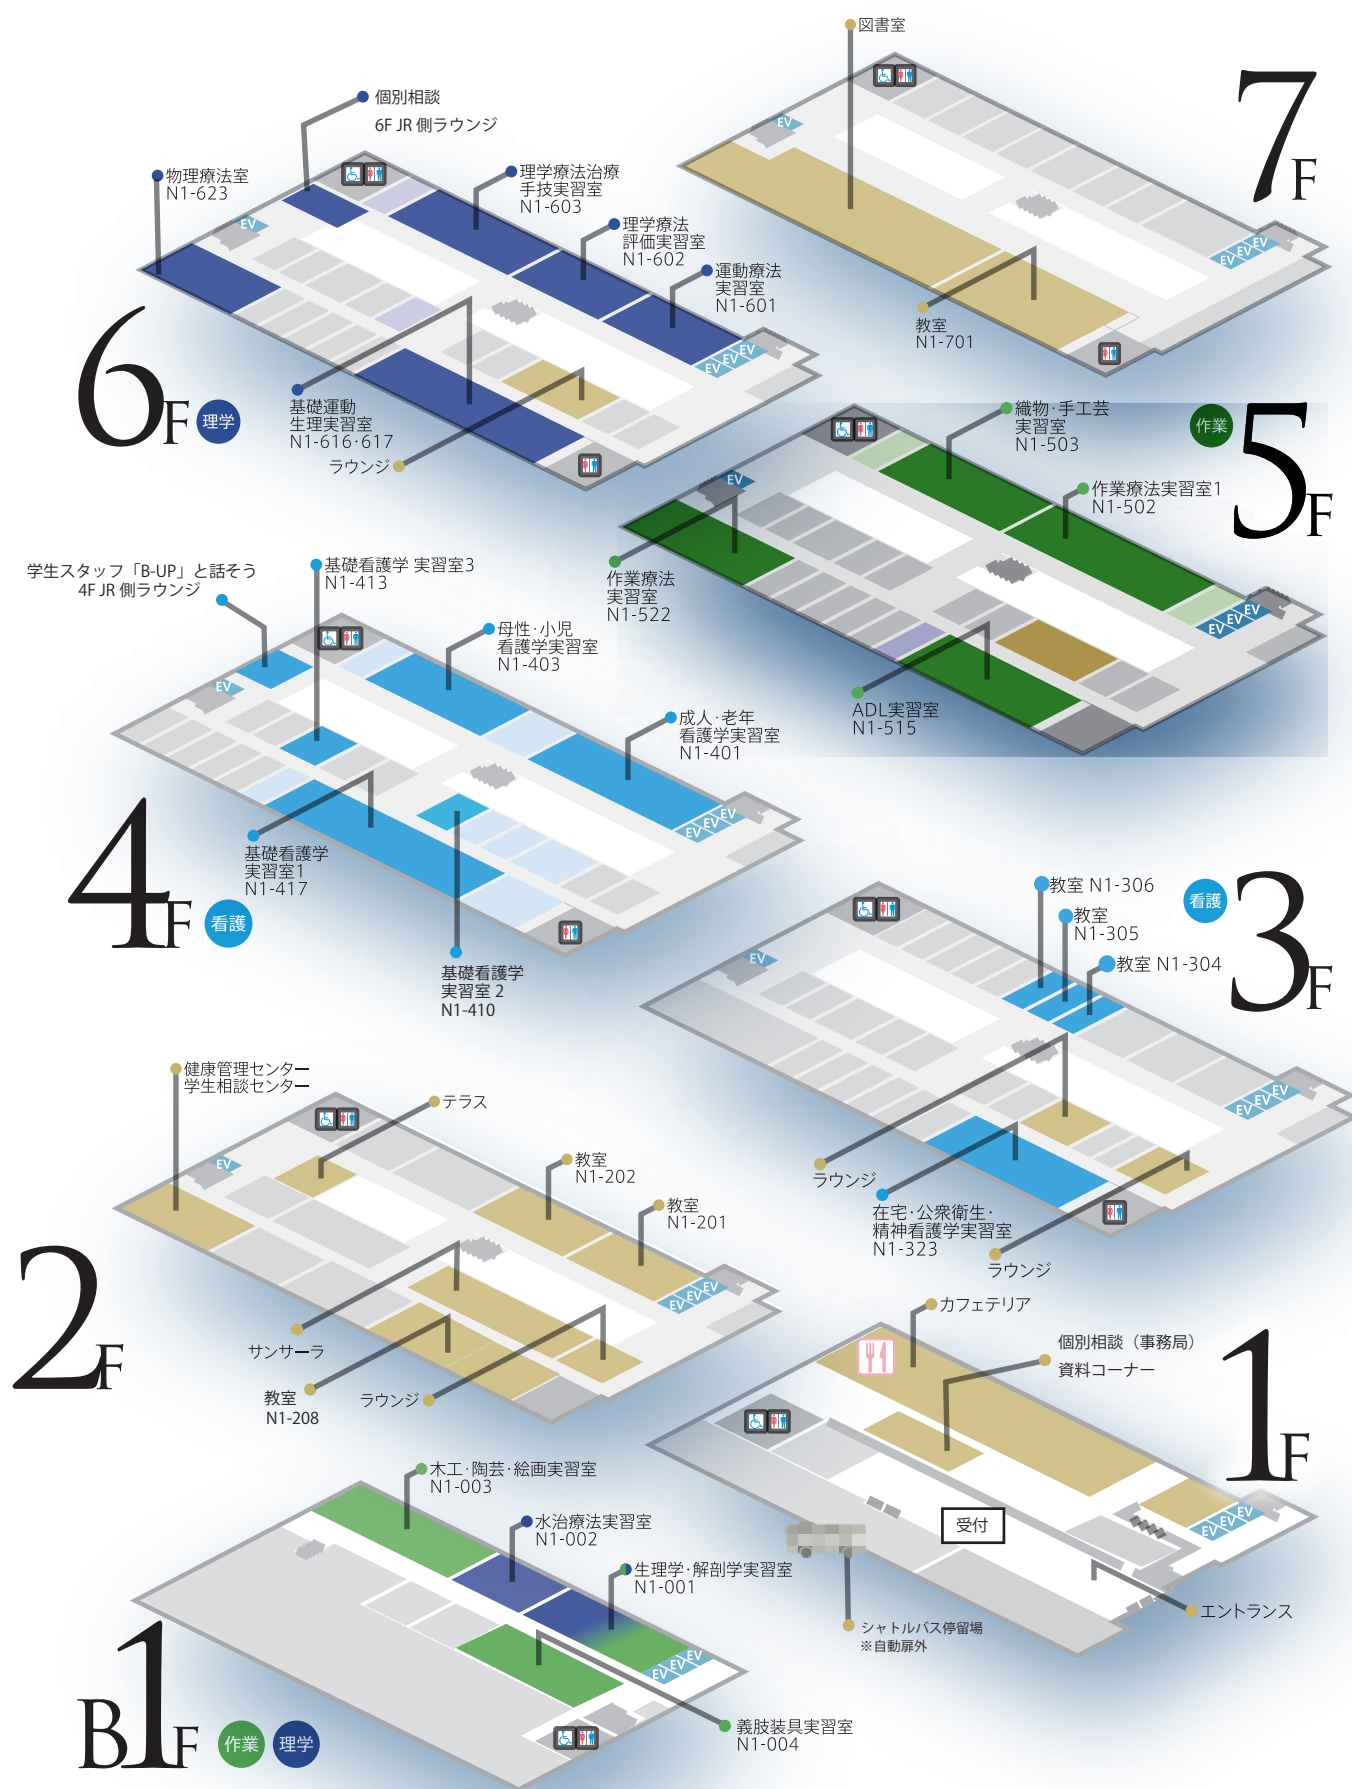 図書室
EV
EV
EV
EV
教室
N1-701
7F
個別相談
6F JR 側ラウンジ
物理療法室
N1-623
理学療法治療
手技実習室
N1-603
理学療法
評価実習室
N1-602
運動療法
実習室
N1-601
EV
EV
EV
EV
基礎運動
生理実習室
N1-616·617
ラウンジ
6F
理学
織物·手工芸
実習室
N1-503
作業療法実習室1
N1-502
EV
EV
EV
EV
作業療法
実習室
N1-522
ADL実習室
N1-515
作業
5F
学生スタッフ「B-UP」と話そう
4F JR 側ラウンジ
基礎看護学 実習室3
N1-413
母性·小児
看護学実習室
N1-403
成人·老年
看護学実習室
N1-401
EV
EV
EV
EV
基礎看護学
実習室1
N1-417
基礎看護学
実習室 2
N1-410
4F
看護
教室 N1-306
教室
N1-305
教室 N1-304
EV
EV
EV
EV
ラウンジ
在宅·公衆衛生·
精神看護学実習室
N1-323
ラウンジ
看護
3F
健康管理センター
学生相談センター
テラス
教室
N1-202
教室
N1-201
EV
EV
EV
EV
サンサーラ
教室
N1-208
ラウンジ
2F
カフェテリア
個別相談（事務局）
資料コーナー
受付
EV
EV
EV
シャトルバス停留場
※自動扉外
エントランス
1F
木工·陶芸·絵画実習室
N1-003
水治療法実習室
N1-002
生理学·解剖学実習室
N1-001
EV
EV
EV
義肢装具実習室
N1-004
B1F
作業
理学